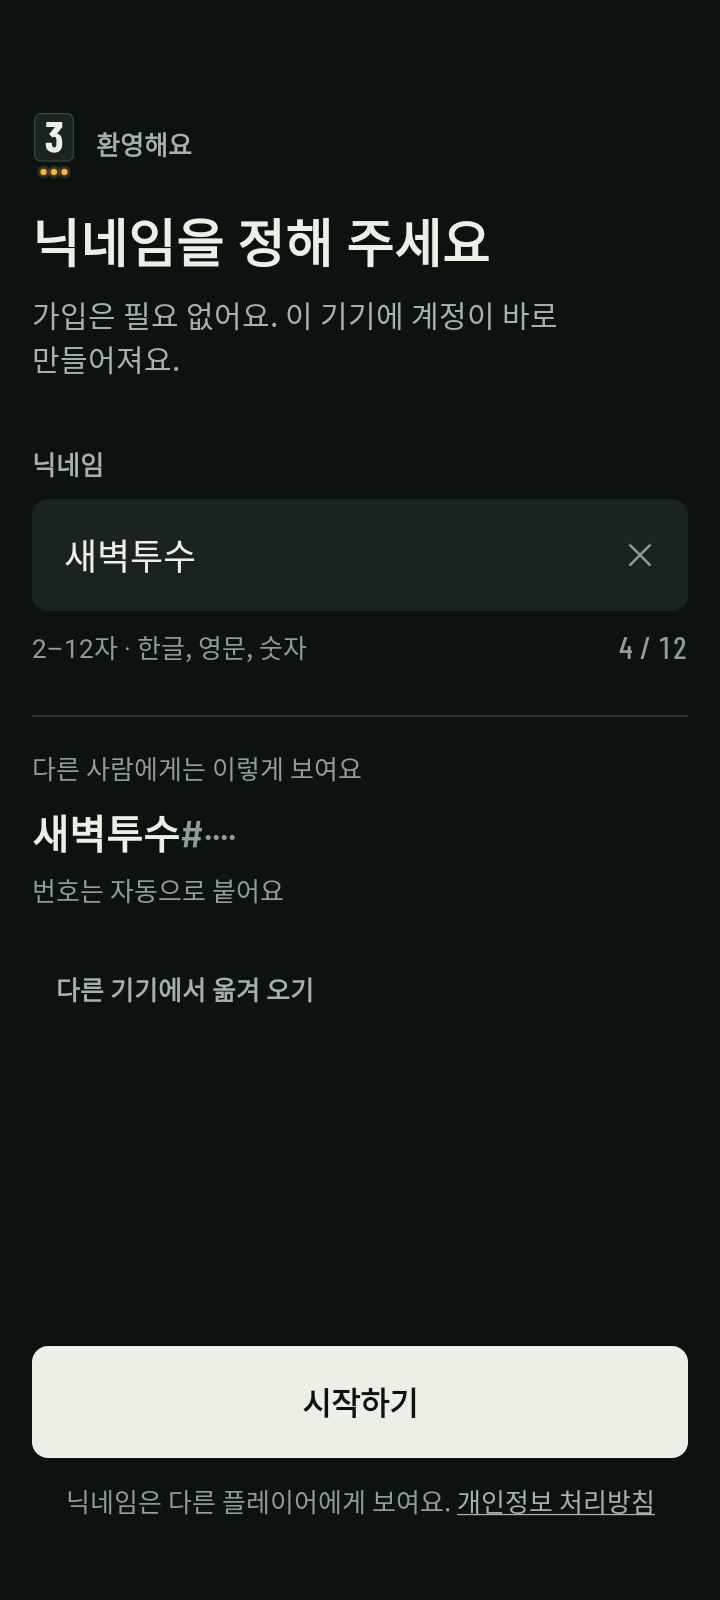 3 환영해요
닉네임을 정해 주세요
가입은 필요 없어요. 이 기기에 계정이 바로
만들어져요.
닉네임
새벽투수
2–12자 · 한글, 영문, 숫자 4 / 12
다른 사람에게는 이렇게 보여요
새벽투수#····
번호는 자동으로 붙어요
다른 기기에서 옮겨 오기
시작하기
닉네임은 다른 플레이어에게 보여요. 개인정보 처리방침